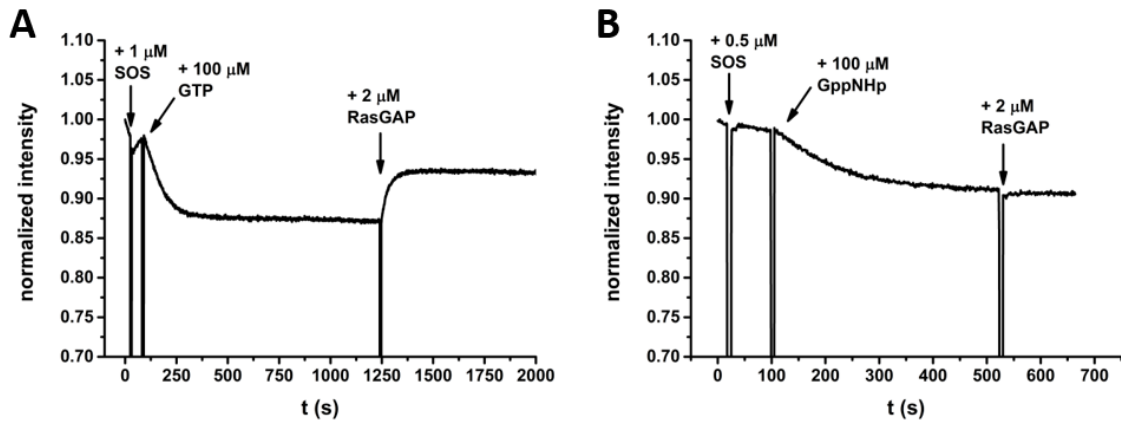 A
1.10
1.05
1.00
0.95
0.90
0.85
0.80
0.75
0.70
normalized intensity
+ 1 μM
SOS
+ 100 μM
GTP
+ 2 μM
RasGAP
0 250 500 750 1000 1250 1500 1750 2000
t (s)
B
1.10
1.05
1.00
0.95
0.90
0.85
0.80
0.75
0.70
normalized intensity
+ 0.5 μM
SOS
+ 100 μM
GppNHp
+ 2 μM
RasGAP
0 100 200 300 400 500 600 700
t (s)